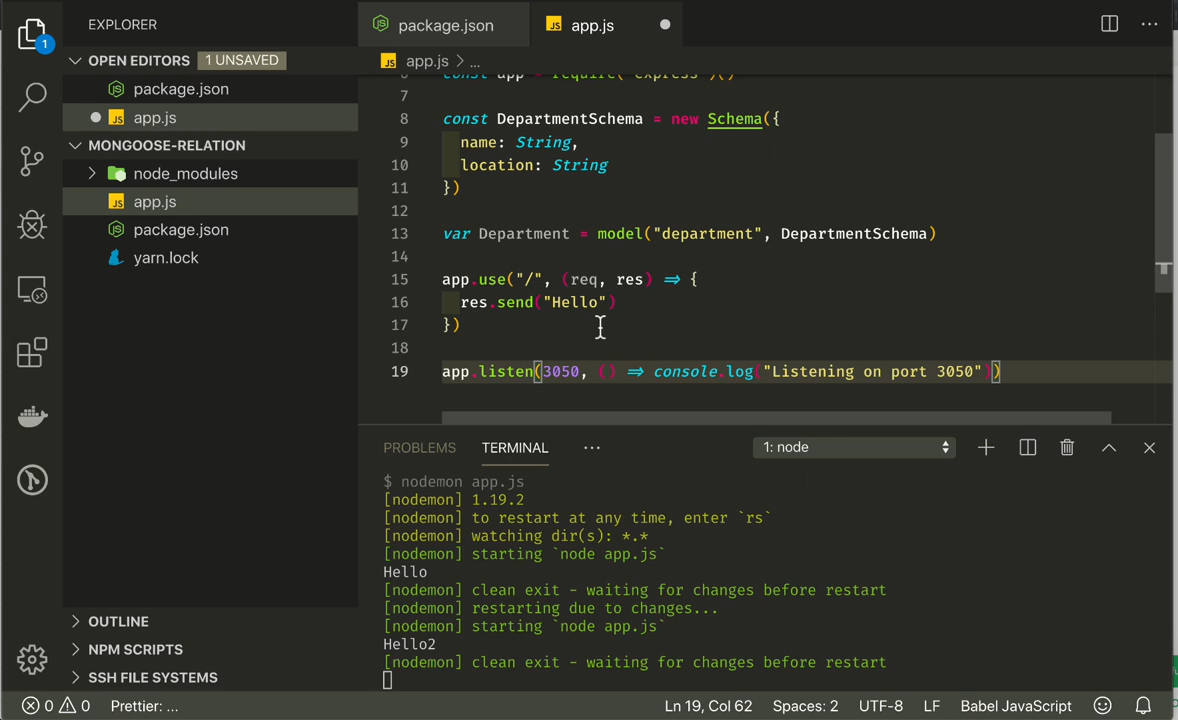 EXPLORER
package.json
app.js
1
OPEN EDITORS 1 UNSAVED
package.json
app.js
MONGOOSE-RELATION
node_modules
app.js
package.json
yarn.lock
OUTLINE
NPM SCRIPTS
SSH FILE SYSTEMS
app.js > ...
6 const app = require("express")()
7
8 const DepartmentSchema = new Schema({
9 name: String,
10 location: String
11 })
12
13 var Department = model("department", DepartmentSchema)
14
15 app.use("/", (req, res) => {
16 res.send("Hello")
17 })
18
19 app.listen(3050, () => console.log("Listening on port 3050"))
PROBLEMS TERMINAL ... 1: node
$ nodemon app.js
[nodemon] 1.19.2
[nodemon] to restart at any time, enter `rs`
[nodemon] watching dir(s): *.*
[nodemon] starting `node app.js`
Hello
[nodemon] clean exit - waiting for changes before restart
[nodemon] restarting due to changes...
[nodemon] starting `node app.js`
Hello2
[nodemon] clean exit - waiting for changes before restart
0 0 Prettier: ... Ln 19, Col 62 Spaces: 2 UTF-8 LF Babel JavaScript